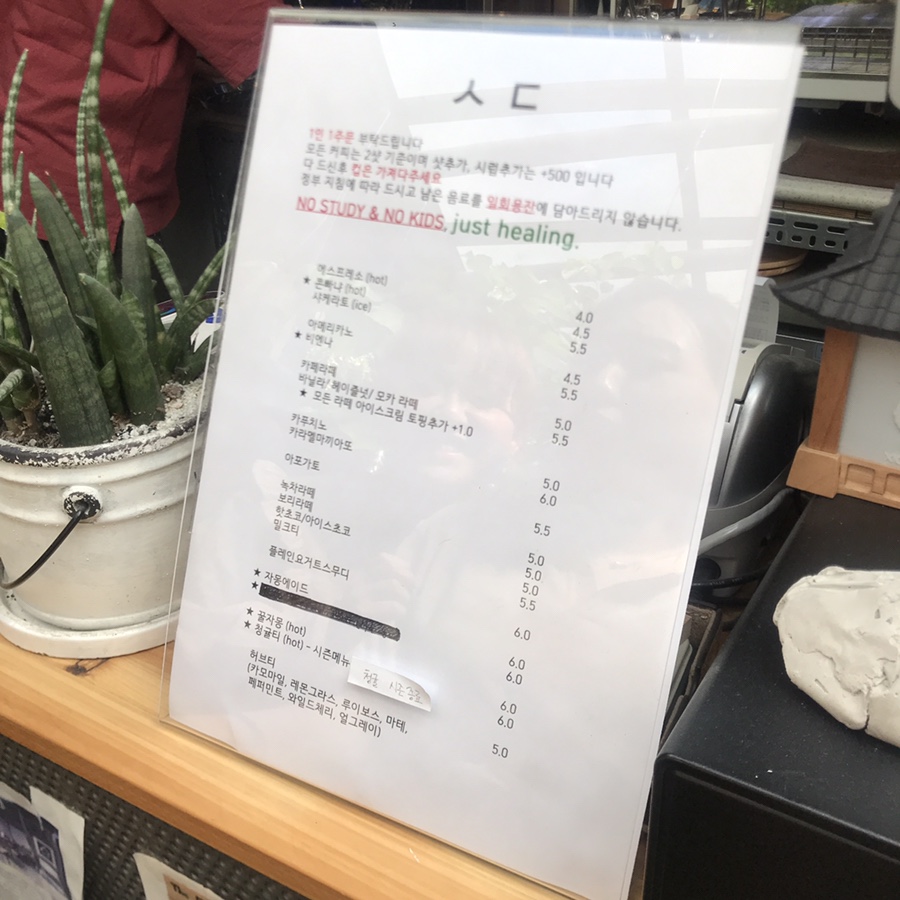 ㅅ ㄷ
1인 1주문 부탁드립니다
모든 커피는 2샷 기준이며 샷추가, 시럽추가는 +500 입니다
다 드신후 컵은 가져다주세요
정부 지침에 따라 드시고 남은 음료를 일회용잔에 담아드리지 않습니다.
NO STUDY & NO KIDS, just healing.
에스프레소 (hot) 4.0
★ 콘빠냐 (hot) 4.5
샤케라토 (ice) 5.5
아메리카노 4.5
★ 비엔나 5.5
카페라떼 5.0
바닐라/ 헤이즐넛/ 모카 라떼 5.5
★ 모든 라떼 아이스크림 토핑추가 +1.0
카푸치노 5.0
카라멜마끼아또 6.0
아포가토 5.5
녹차라떼 5.0
보리라떼 5.0
핫초코/아이스초코 5.0
밀크티 5.5
플레인요거트스무디 6.0
★ 자몽에이드 6.0
★ 6.0
★ 꿀자몽 (hot) 6.0
★ 청귤티 (hot) - 시즌메뉴 6.0
청귤 시즌종료
허브티 5.0
(카모마일, 레몬그라스, 루이보스, 마테,
페퍼민트, 와일드체리, 얼그레이)